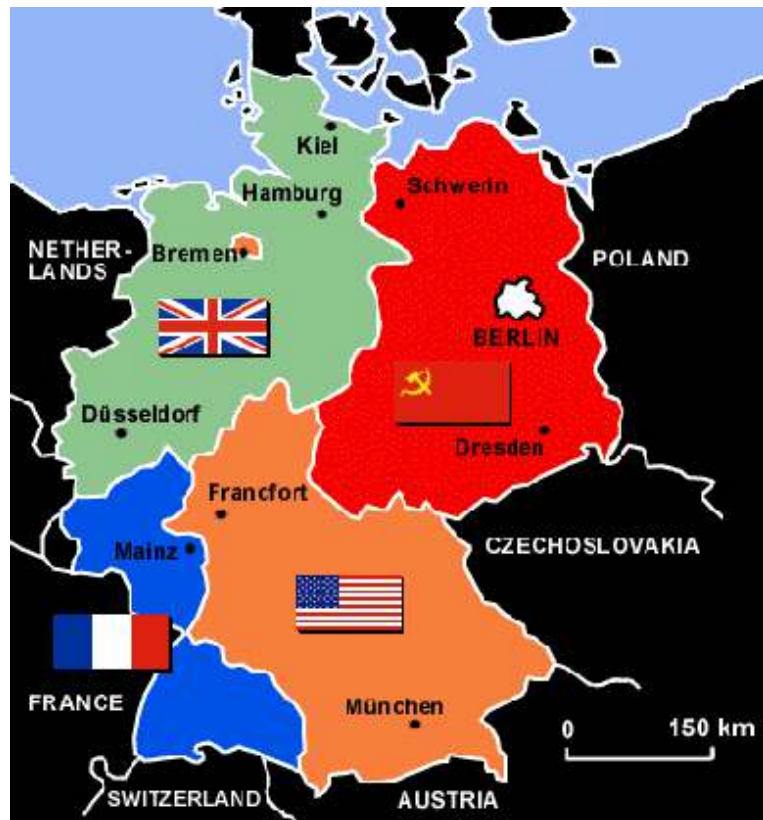 Kiel
Hamburg
Schwerin
NETHER-
LANDS
Bremen
POLAND
BERLIN
Düsseldorf
Dresden
Francfort
Mainz
CZECHOSLOVAKIA
FRANCE
München
0 150 km
SWITZERLAND
AUSTRIA